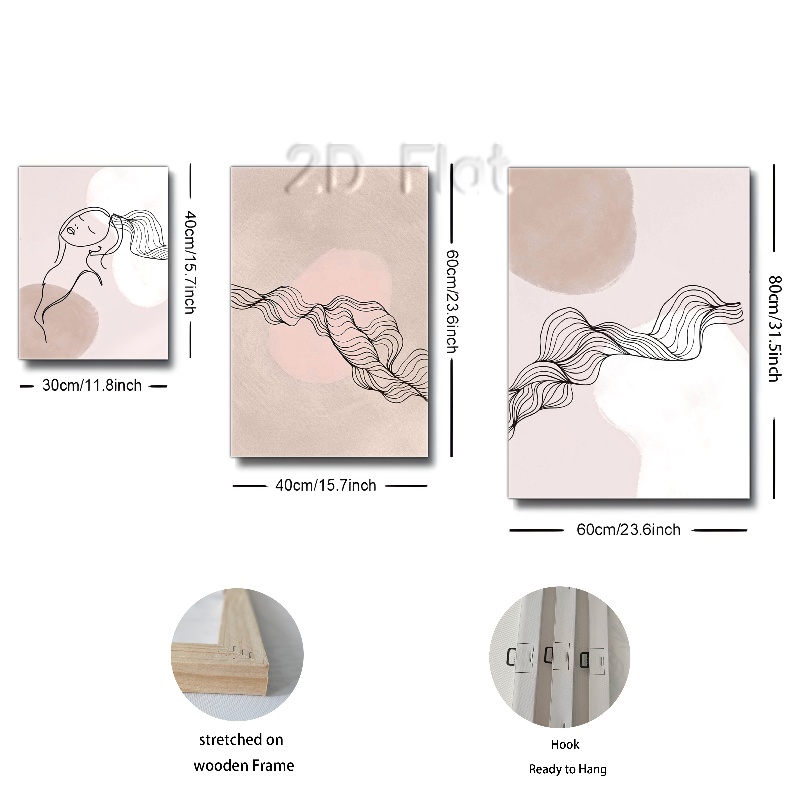 2D Flat
40cm/15.7inch
60cm/23.6inch
80cm/31.5inch
30cm/11.8inch
40cm/15.7inch
60cm/23.6inch
stretched on
wooden Frame
Hook
Ready to Hang